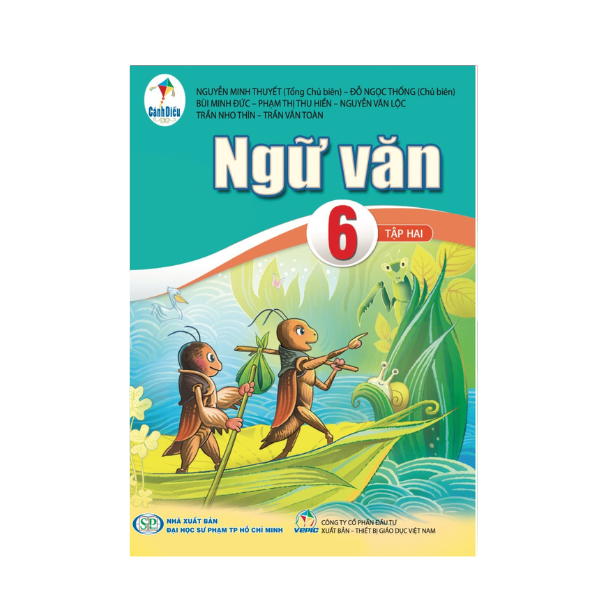 Cánh Diều
NGUYỄN MINH THUYẾT (Tổng Chủ biên) – ĐỖ NGỌC THỐNG (Chủ biên)
BÙI MINH ĐỨC – PHẠM THỊ THU HIỀN – NGUYỄN VĂN LỘC
TRẦN NHO THÌN – TRẦN VĂN TOÀN
Ngữ văn
6
TẬP HAI
SP
NHÀ XUẤT BẢN
ĐẠI HỌC SƯ PHẠM TP HỒ CHÍ MINH
VEPIC
CÔNG TY CỔ PHẦN ĐẦU TƯ
XUẤT BẢN – THIẾT BỊ GIÁO DỤC VIỆT NAM